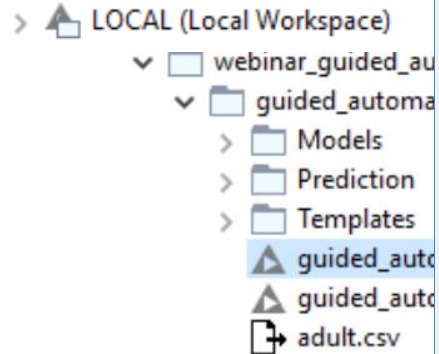 LOCAL (Local Workspace)
webinar_guided_au
guided_automa
Models
Prediction
Templates
guided_auto
guided_auto
adult.csv